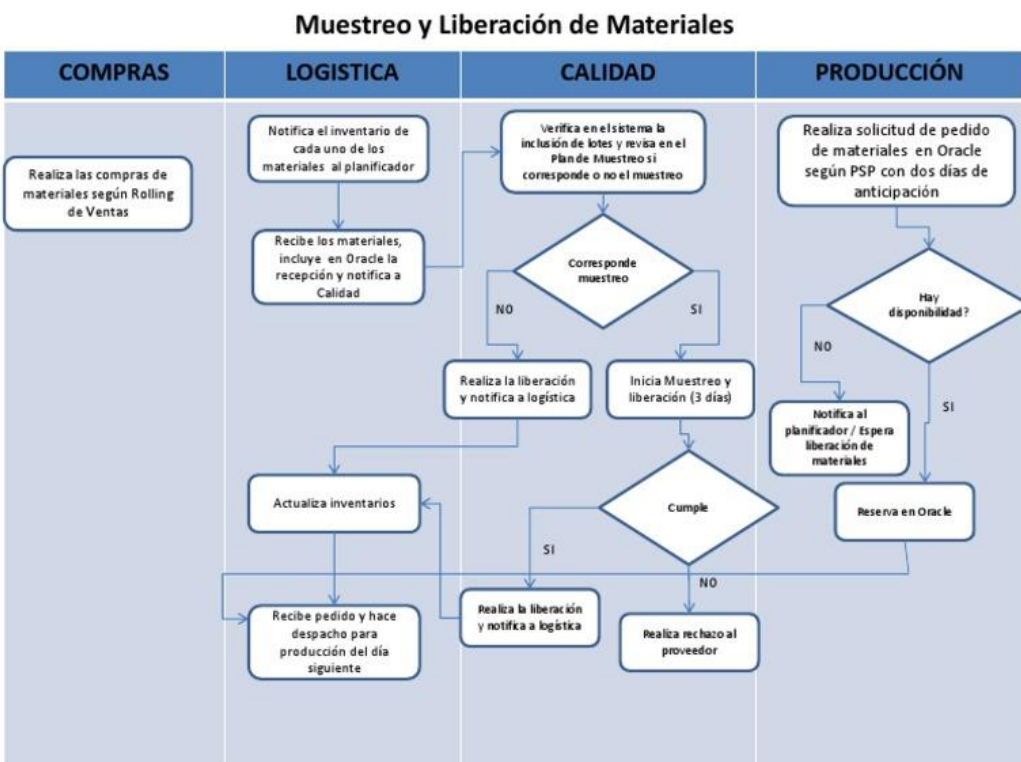 Muestreo y Liberación de Materiales
COMPRAS
LOGISTICA
CALIDAD
PRODUCCIÓN
Realiza las compras de
materiales según Rolling
de Ventas
Notifica el inventario de
cada uno de los
materiales al planificador
Recibe los materiales,
incluye en Oracle la
recepción y notifica a
Calidad
Verifica en el sistema la
inclusión de lotes y revisa en el
Plan de Muestreo si
corresponde o no el muestreo
Corresponde
muestreo
NO
SI
Realiza la liberación
y notifica a logística
Inicia Muestreo y
liberación (3 días)
Actualiza inventarios
Cumple
SI
NO
Recibe pedido y hace
despacho para
producción del día
siguiente
Realiza la liberación
y notifica a logística
Realiza rechazo al
proveedor
Realiza solicitud de pedido
de materiales en Oracle
según PSP con dos días de
anticipación
Hay
disponibilidad?
NO
SI
Notifica al
planificador / Espera
liberación de
materiales
Reserva en Oracle